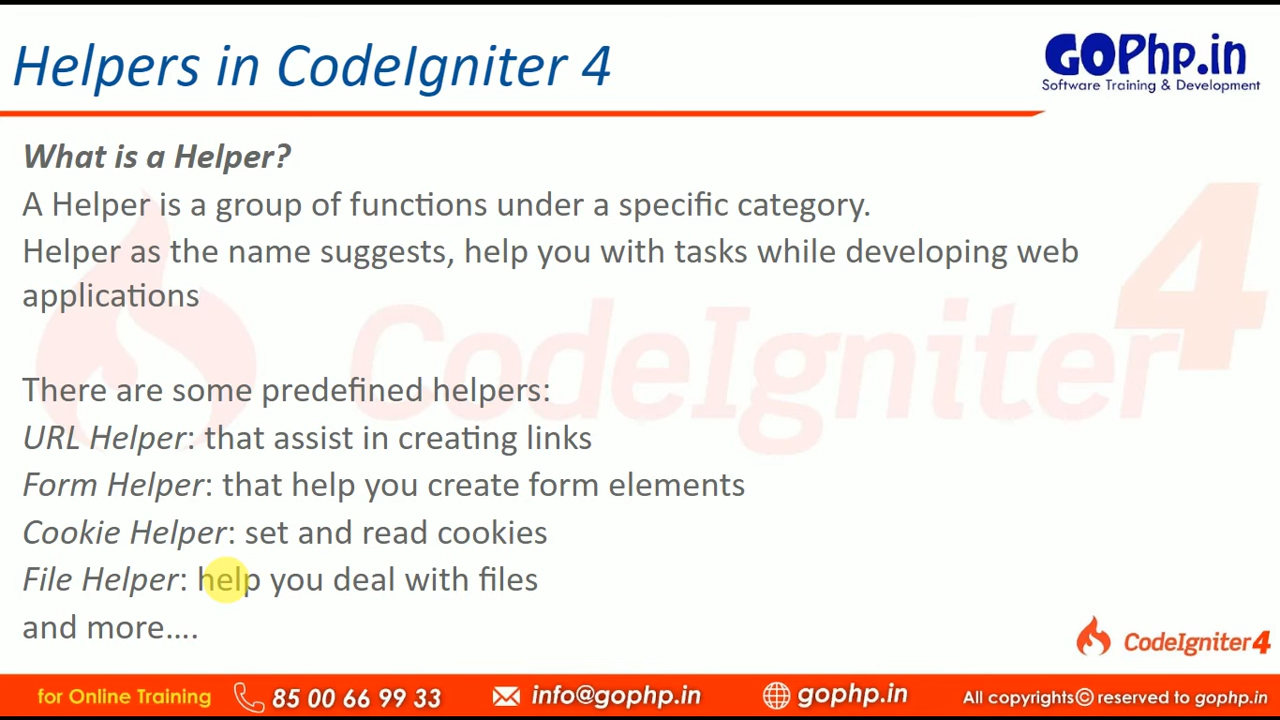 Helpers in CodeIgniter 4
GOPhp.in
Software Training & Development
What is a Helper?
A Helper is a group of functions under a specific category.
Helper as the name suggests, help you with tasks while developing web
applications
CodeIgniter 4
There are some predefined helpers:
URL Helper: that assist in creating links
Form Helper: that help you create form elements
Cookie Helper: set and read cookies
File Helper: help you deal with files
and more....
CodeIgniter 4
for Online Training 85 00 66 99 33 info@gophp.in gophp.in All copyrights© reserved to gophp.in